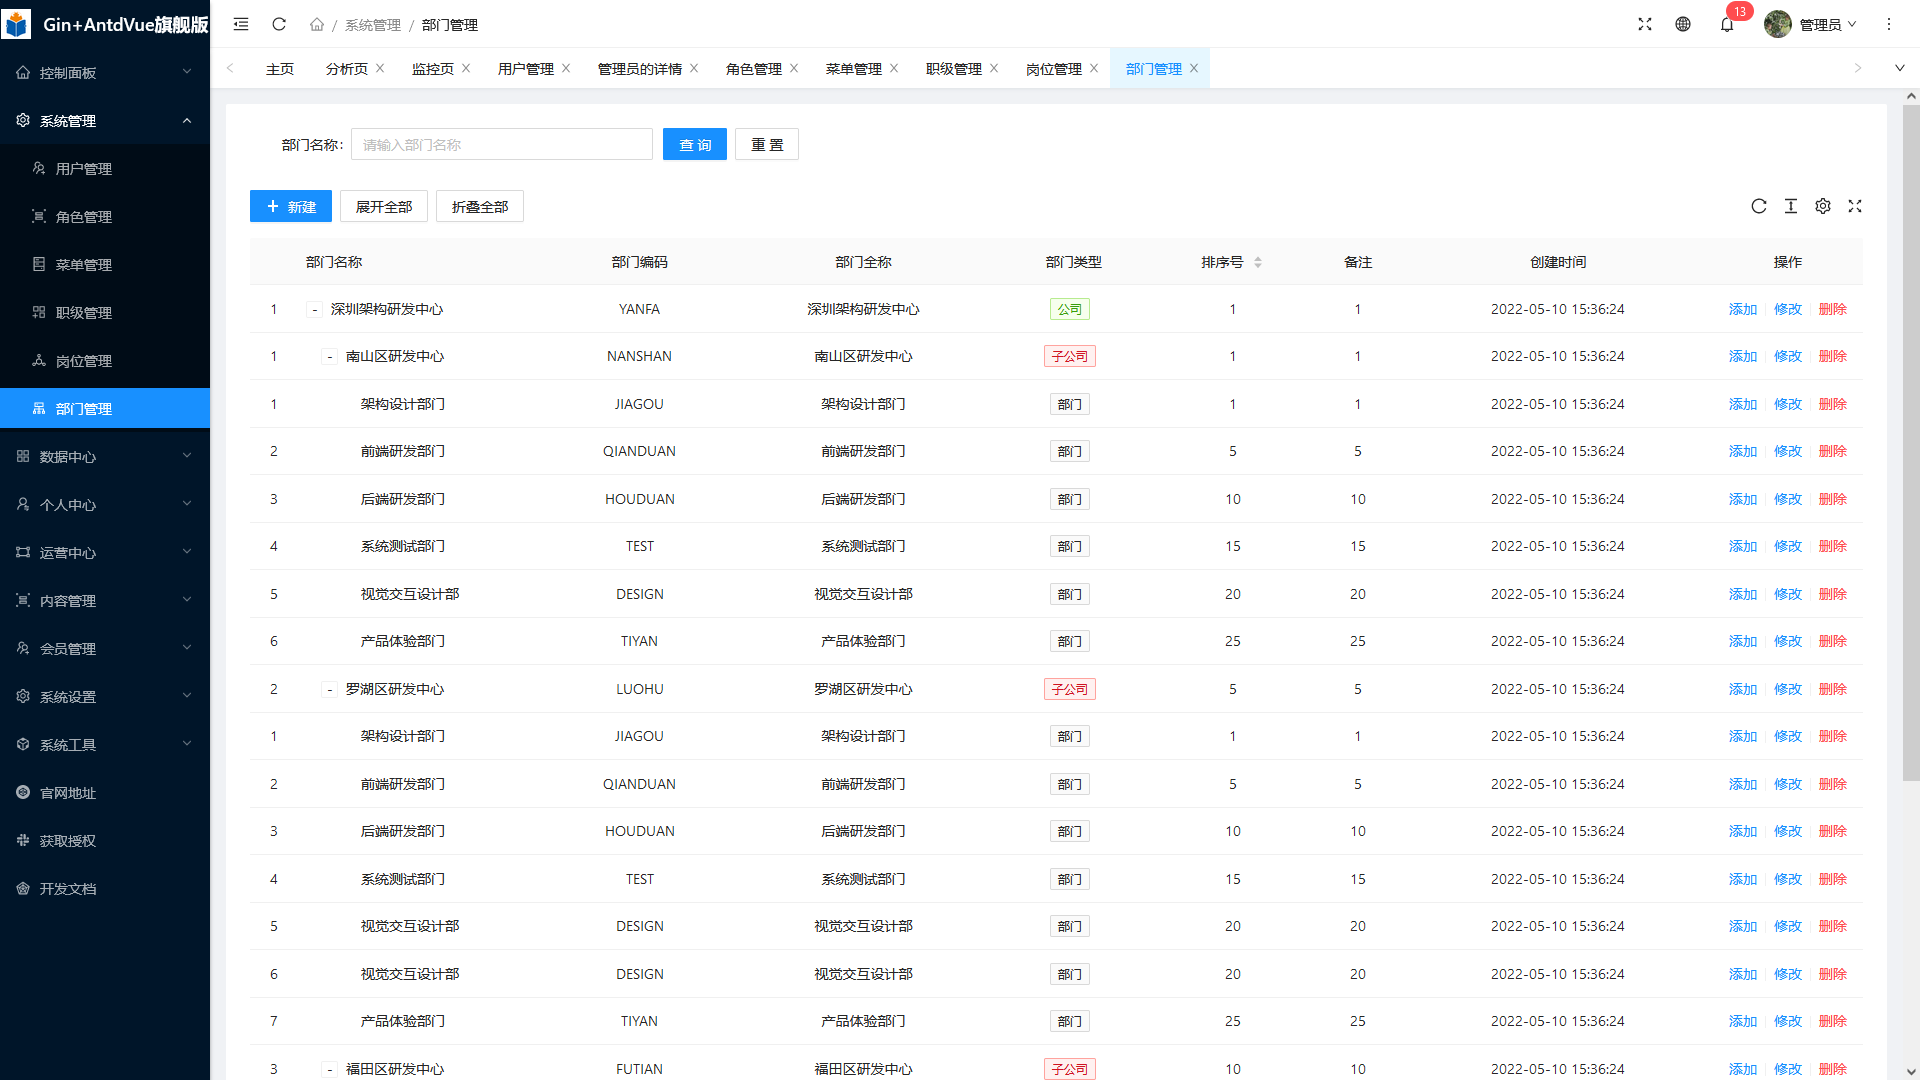 Gin+AntdVue旗舰版
控制面板
系统管理
用户管理
角色管理
菜单管理
职级管理
岗位管理
部门管理
数据中心
个人中心
运营中心
内容管理
会员管理
系统设置
系统工具
官网地址
获取授权
开发文档
/ 系统管理 / 部门管理
13
管理员
主页 分析页 监控页 用户管理 管理员的详情 角色管理 菜单管理 职级管理 岗位管理 部门管理
部门名称: 请输入部门名称 查 询 重 置
新建 展开全部 折叠全部
部门名称 部门编码 部门全称 部门类型 排序号 备注 创建时间 操作
1 - 深圳架构研发中心 YANFA 深圳架构研发中心 公司 1 1 2022-05-10 15:36:24 添加 修改 删除
1 - 南山区研发中心 NANSHAN 南山区研发中心 子公司 1 1 2022-05-10 15:36:24 添加 修改 删除
1 架构设计部门 JIAGOU 架构设计部门 部门 1 1 2022-05-10 15:36:24 添加 修改 删除
2 前端研发部门 QIANDUAN 前端研发部门 部门 5 5 2022-05-10 15:36:24 添加 修改 删除
3 后端研发部门 HOUDUAN 后端研发部门 部门 10 10 2022-05-10 15:36:24 添加 修改 删除
4 系统测试部门 TEST 系统测试部门 部门 15 15 2022-05-10 15:36:24 添加 修改 删除
5 视觉交互设计部 DESIGN 视觉交互设计部 部门 20 20 2022-05-10 15:36:24 添加 修改 删除
6 产品体验部门 TIYAN 产品体验部门 部门 25 25 2022-05-10 15:36:24 添加 修改 删除
2 - 罗湖区研发中心 LUOHU 罗湖区研发中心 子公司 5 5 2022-05-10 15:36:24 添加 修改 删除
1 架构设计部门 JIAGOU 架构设计部门 部门 1 1 2022-05-10 15:36:24 添加 修改 删除
2 前端研发部门 QIANDUAN 前端研发部门 部门 5 5 2022-05-10 15:36:24 添加 修改 删除
3 后端研发部门 HOUDUAN 后端研发部门 部门 10 10 2022-05-10 15:36:24 添加 修改 删除
4 系统测试部门 TEST 系统测试部门 部门 15 15 2022-05-10 15:36:24 添加 修改 删除
5 视觉交互设计部 DESIGN 视觉交互设计部 部门 20 20 2022-05-10 15:36:24 添加 修改 删除
6 视觉交互设计部 DESIGN 视觉交互设计部 部门 20 20 2022-05-10 15:36:24 添加 修改 删除
7 产品体验部门 TIYAN 产品体验部门 部门 25 25 2022-05-10 15:36:24 添加 修改 删除
3 - 福田区研发中心 FUTIAN 福田区研发中心 子公司 10 10 2022-05-10 15:36:24 添加 修改 删除